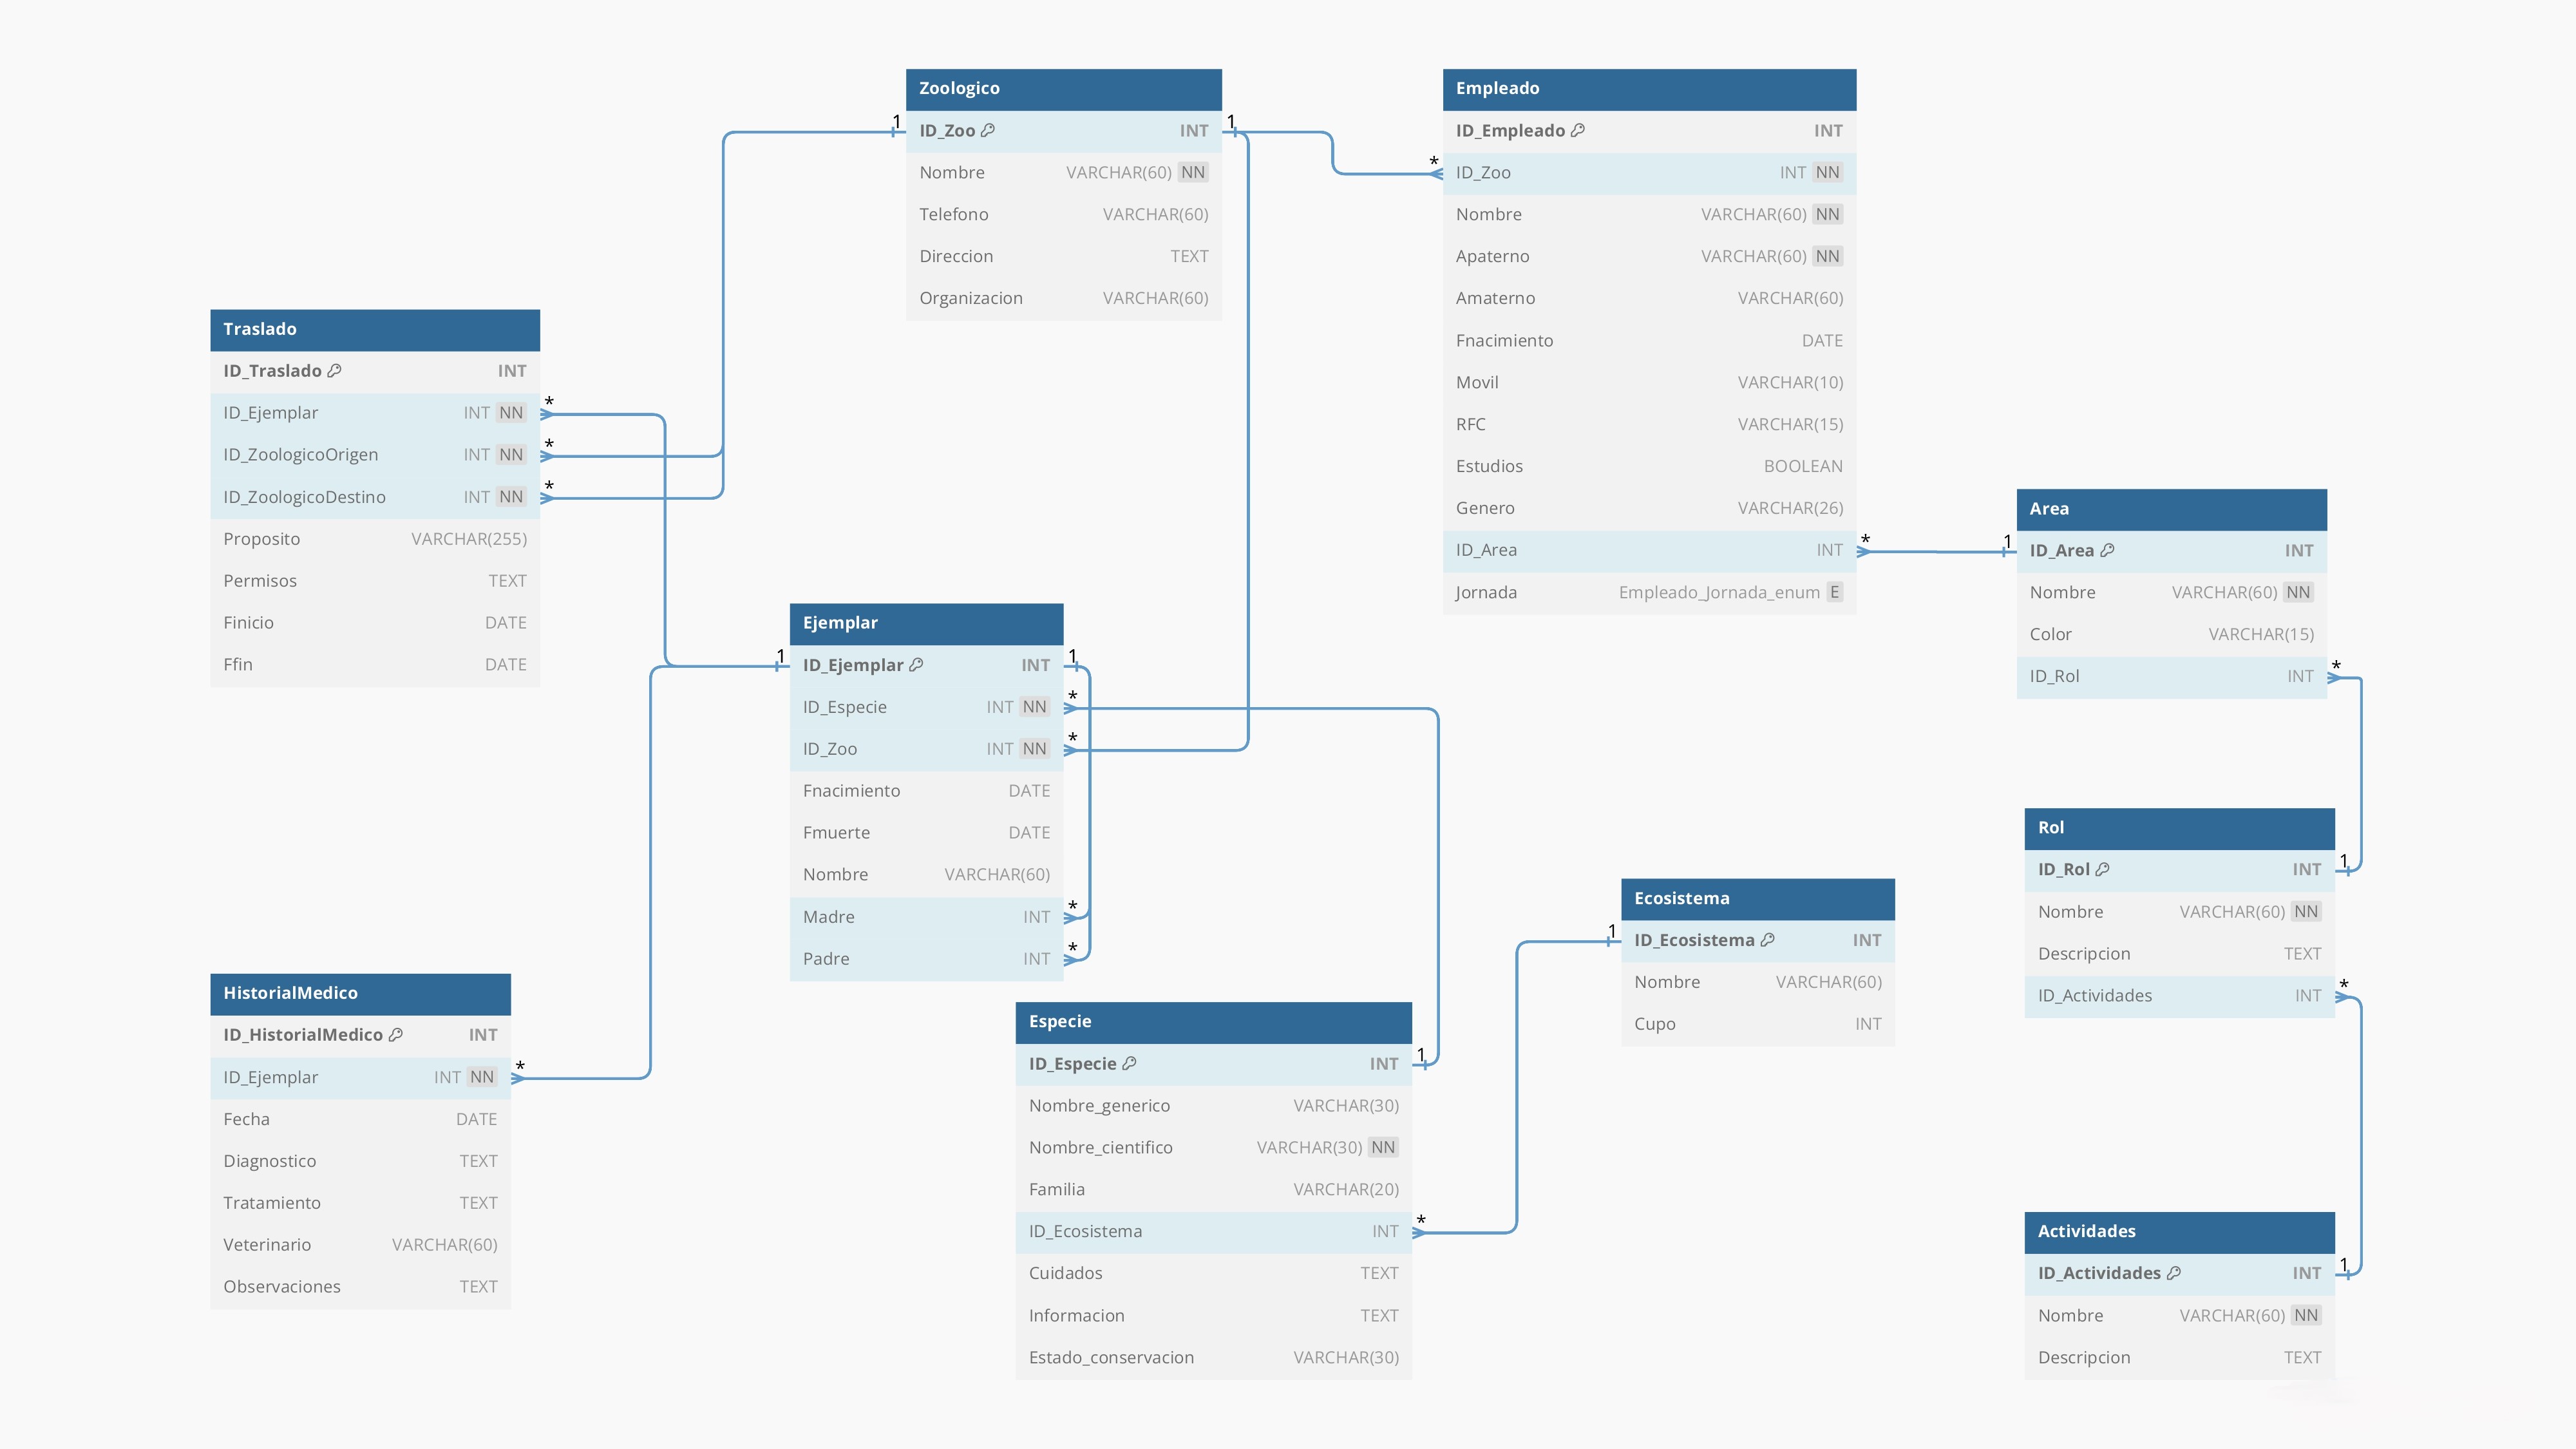 Zoologico
1
ID_Zoo INT
1
Nombre VARCHAR(60) NN
Telefono VARCHAR(60)
Direccion TEXT
Organizacion VARCHAR(60)
Empleado
ID_Empleado INT
*
ID_Zoo INT NN
Nombre VARCHAR(60) NN
Apaterno VARCHAR(60) NN
Amaterno VARCHAR(60)
Fnacimiento DATE
Movil VARCHAR(10)
RFC VARCHAR(15)
Estudios BOOLEAN
Genero VARCHAR(26)
ID_Area INT
*
Jornada Empleado_Jornada_enum E
Traslado
ID_Traslado INT
ID_Ejemplar INT NN
*
ID_ZoologicoOrigen INT NN
*
ID_ZoologicoDestino INT NN
*
Proposito VARCHAR(255)
Permisos TEXT
Finicio DATE
Ffin DATE
Area
1
ID_Area INT
Nombre VARCHAR(60) NN
Color VARCHAR(15)
ID_Rol INT
*
Ejemplar
1
ID_Ejemplar INT
1
ID_Especie INT NN
*
ID_Zoo INT NN
*
Fnacimiento DATE
Fmuerte DATE
Nombre VARCHAR(60)
Madre INT
*
Padre INT
*
Rol
ID_Rol INT
1
Nombre VARCHAR(60) NN
Descripcion TEXT
ID_Actividades INT
*
Ecosistema
1
ID_Ecosistema INT
Nombre VARCHAR(60)
Cupo INT
HistorialMedico
ID_HistorialMedico INT
ID_Ejemplar INT NN
*
Fecha DATE
Diagnostico TEXT
Tratamiento TEXT
Veterinario VARCHAR(60)
Observaciones TEXT
Especie
ID_Especie INT
1
Nombre_generico VARCHAR(30)
Nombre_cientifico VARCHAR(30) NN
Familia VARCHAR(20)
ID_Ecosistema INT
*
Cuidados TEXT
Informacion TEXT
Estado_conservacion VARCHAR(30)
Actividades
ID_Actividades INT
1
Nombre VARCHAR(60) NN
Descripcion TEXT